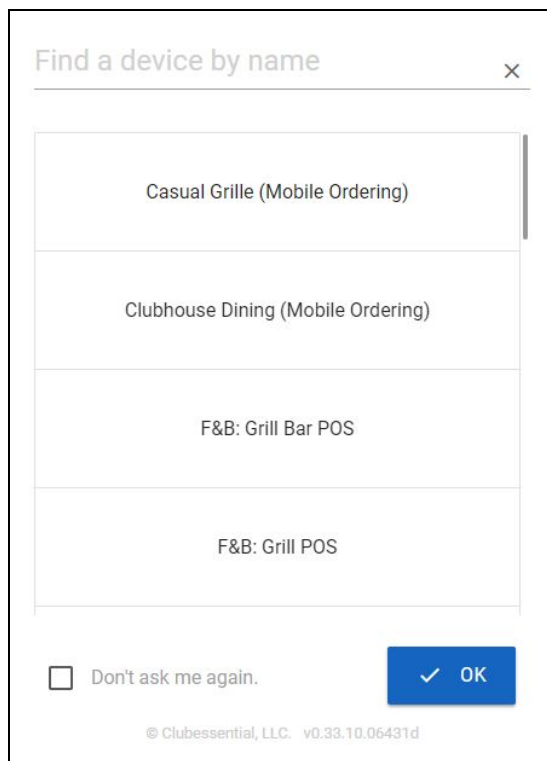 Find a device by name
Casual Grille (Mobile Ordering)
Clubhouse Dining (Mobile Ordering)
F&B: Grill Bar POS
F&B: Grill POS
Don't ask me again.
OK
© Clubessential, LLC. v0.33.10.06431d